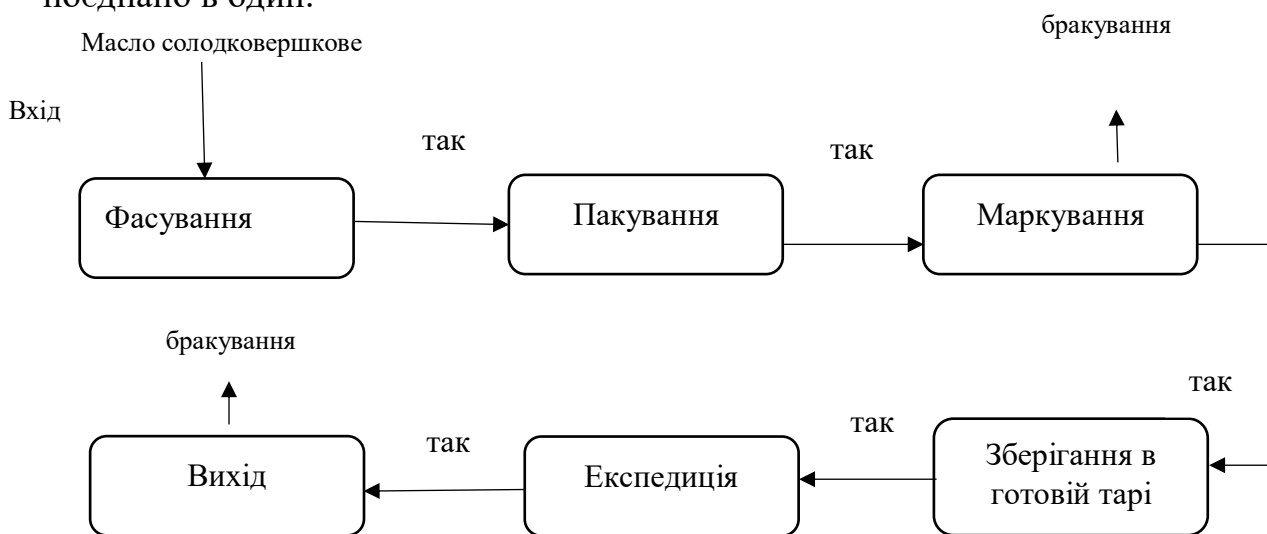 поєднано в один.
бракування
Масло солодковершкове
Вхід
так
так
Фасування
Пакування
Маркування
бракування
так
так
так
Вихід
Експедиція
Зберігання в
готовій тарі